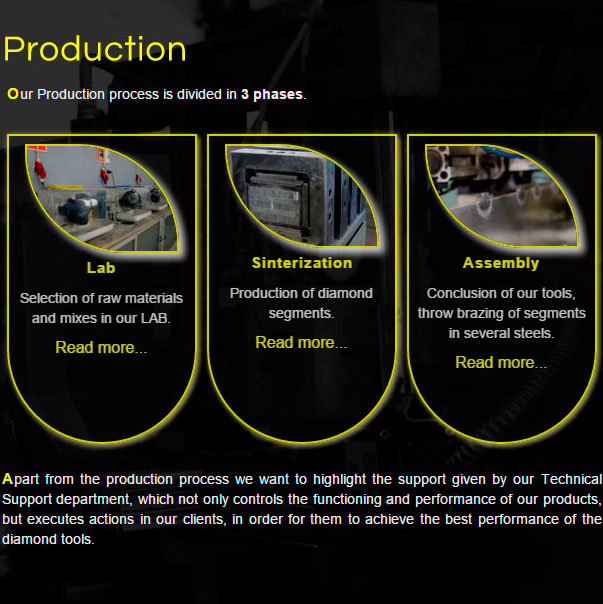 Production
Our Production process is divided in 3 phases.
Lab
Selection of raw materials
and mixes in our LAB.
Read more...
Sinterization
Production of diamond
segments.
Read more...
Assembly
Conclusion of our tools,
throw brazing of segments
in several steels.
Read more...
Apart from the production process we want to highlight the support given by our Technical
Support department, which not only controls the functioning and performance of our products,
but executes actions in our clients, in order for them to achieve the best performance of the
diamond tools.